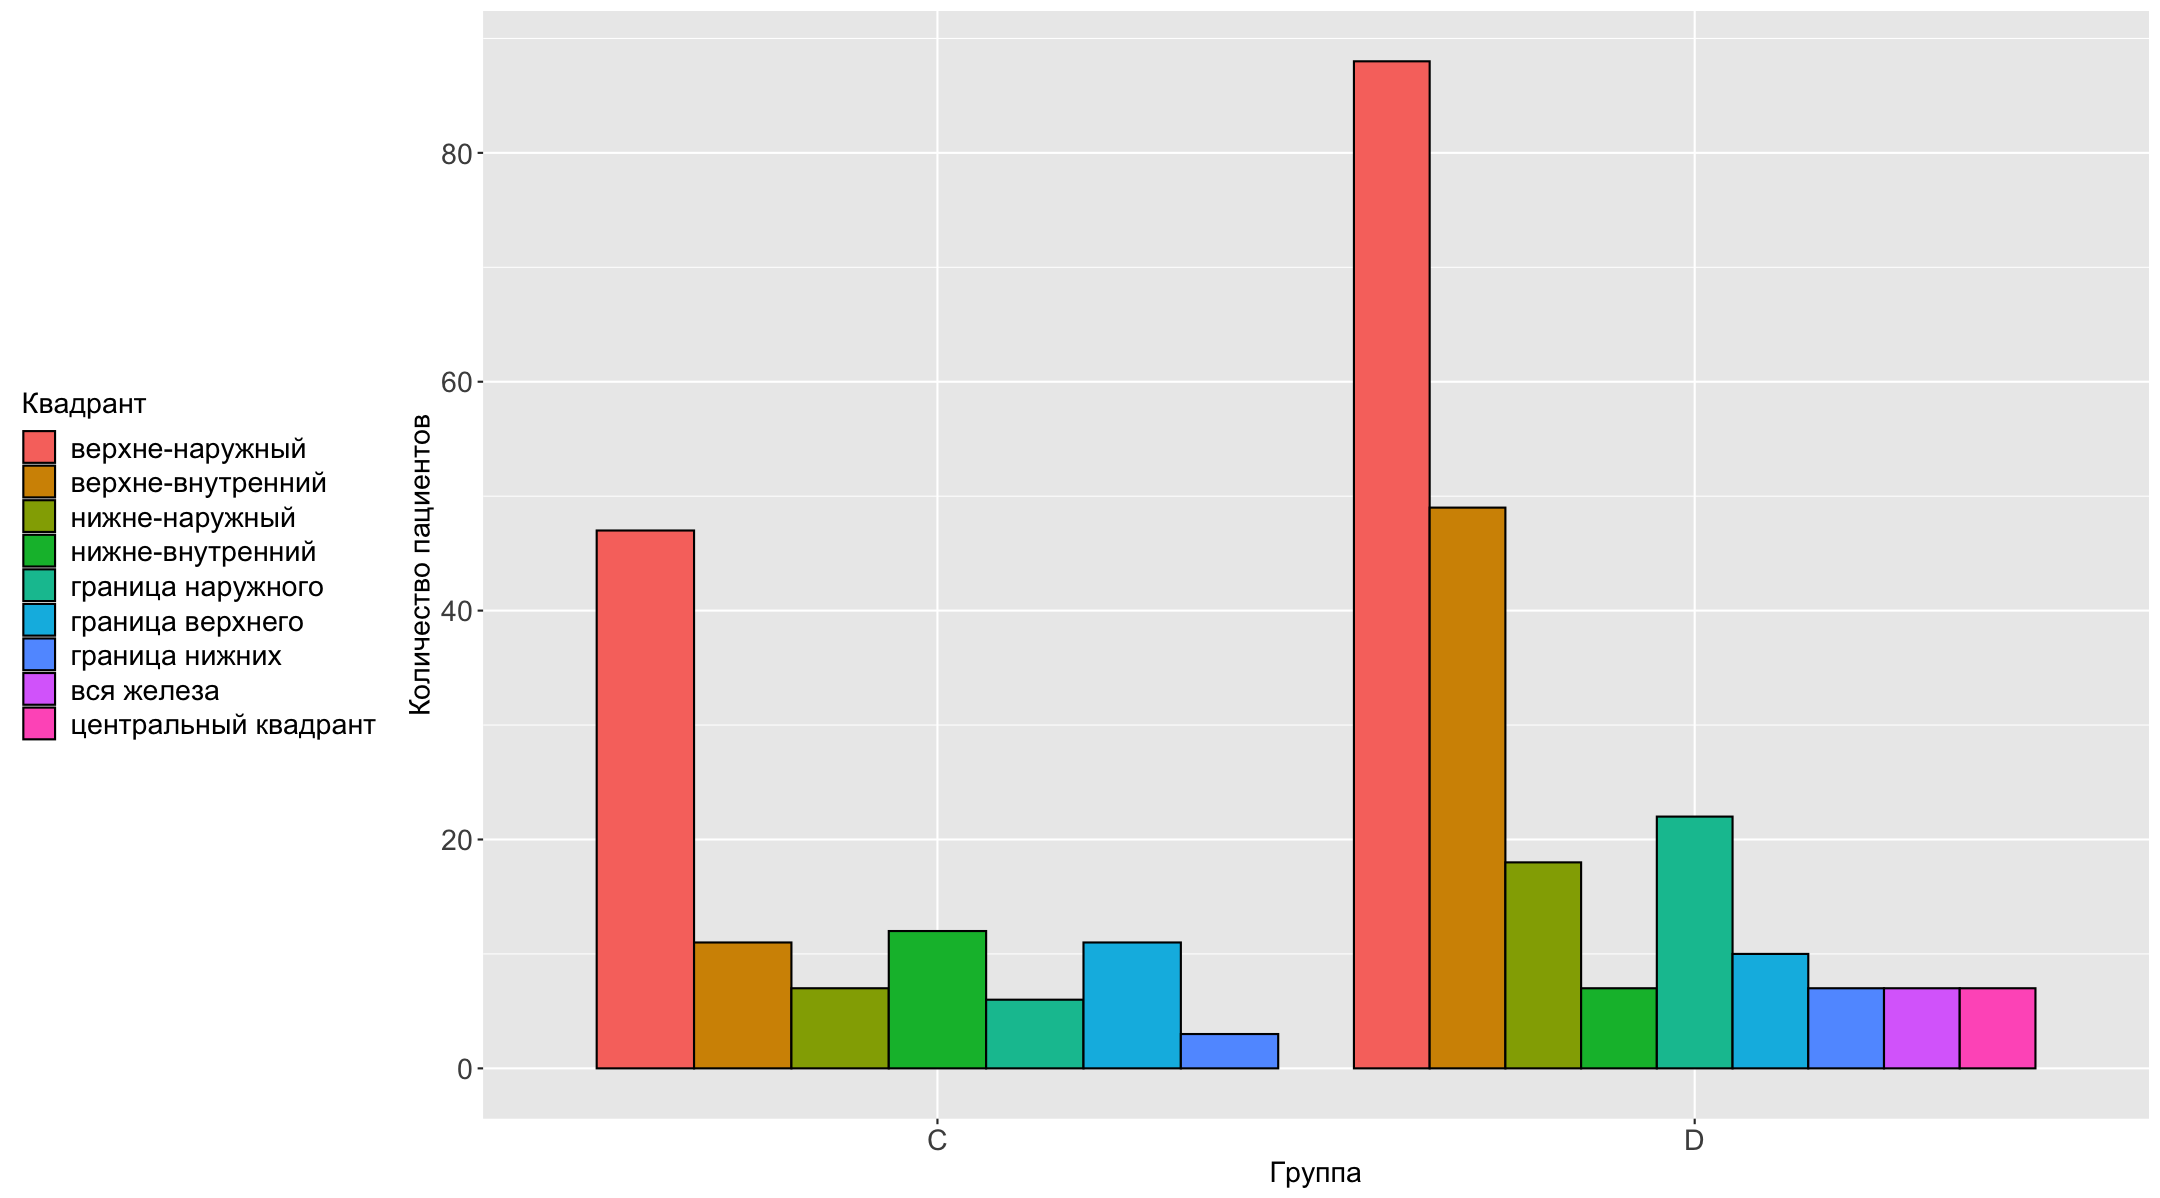 Квадрант
верхне-наружный
верхне-внутренний
нижне-наружный
нижне-внутренний
граница наружного
граница верхнего
граница нижних
вся железа
центральный квадрант
Количество пациентов
80
60
40
20
0
C
D
Группа